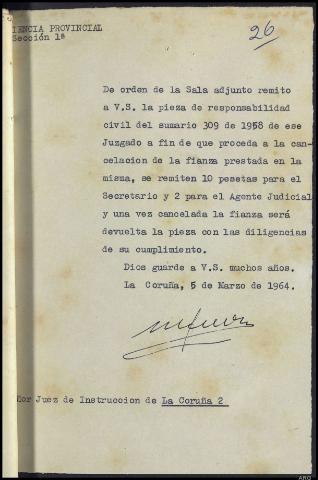 IENCIA PROVINCIAL
Sección 1ª
26
De orden de la Sala adjunto remito
a V.S. la pieza de responsabilidad
civil del sumario 309 de 1958 de ese
Juzgado a fin de que proceda a la can-
celacion de la fianza prestada en la
misma, se remiten 10 pesetas para el
Secretario y 2 para el Agente Judicial
y una vez cancelada la fianza será
devuelta la pieza con las diligencias
de su cumplimiento.
Dios guarde a V.S. muchos años.
La Coruña, 5 de Marzo de 1964.
ñor Juez de Instruccion de La Coruña 2